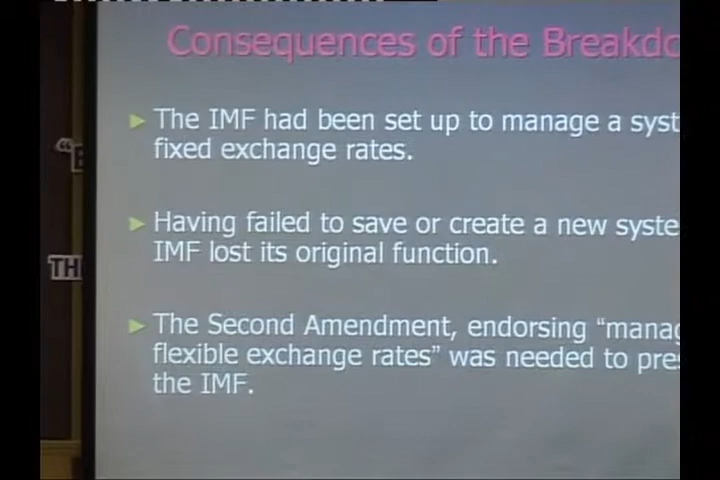 Consequences of the Breakdo
The IMF had been set up to manage a syst
fixed exchange rates.
Having failed to save or create a new syste
IMF lost its original function.
The Second Amendment, endorsing “manag
flexible exchange rates” was needed to pre
the IMF.
TH